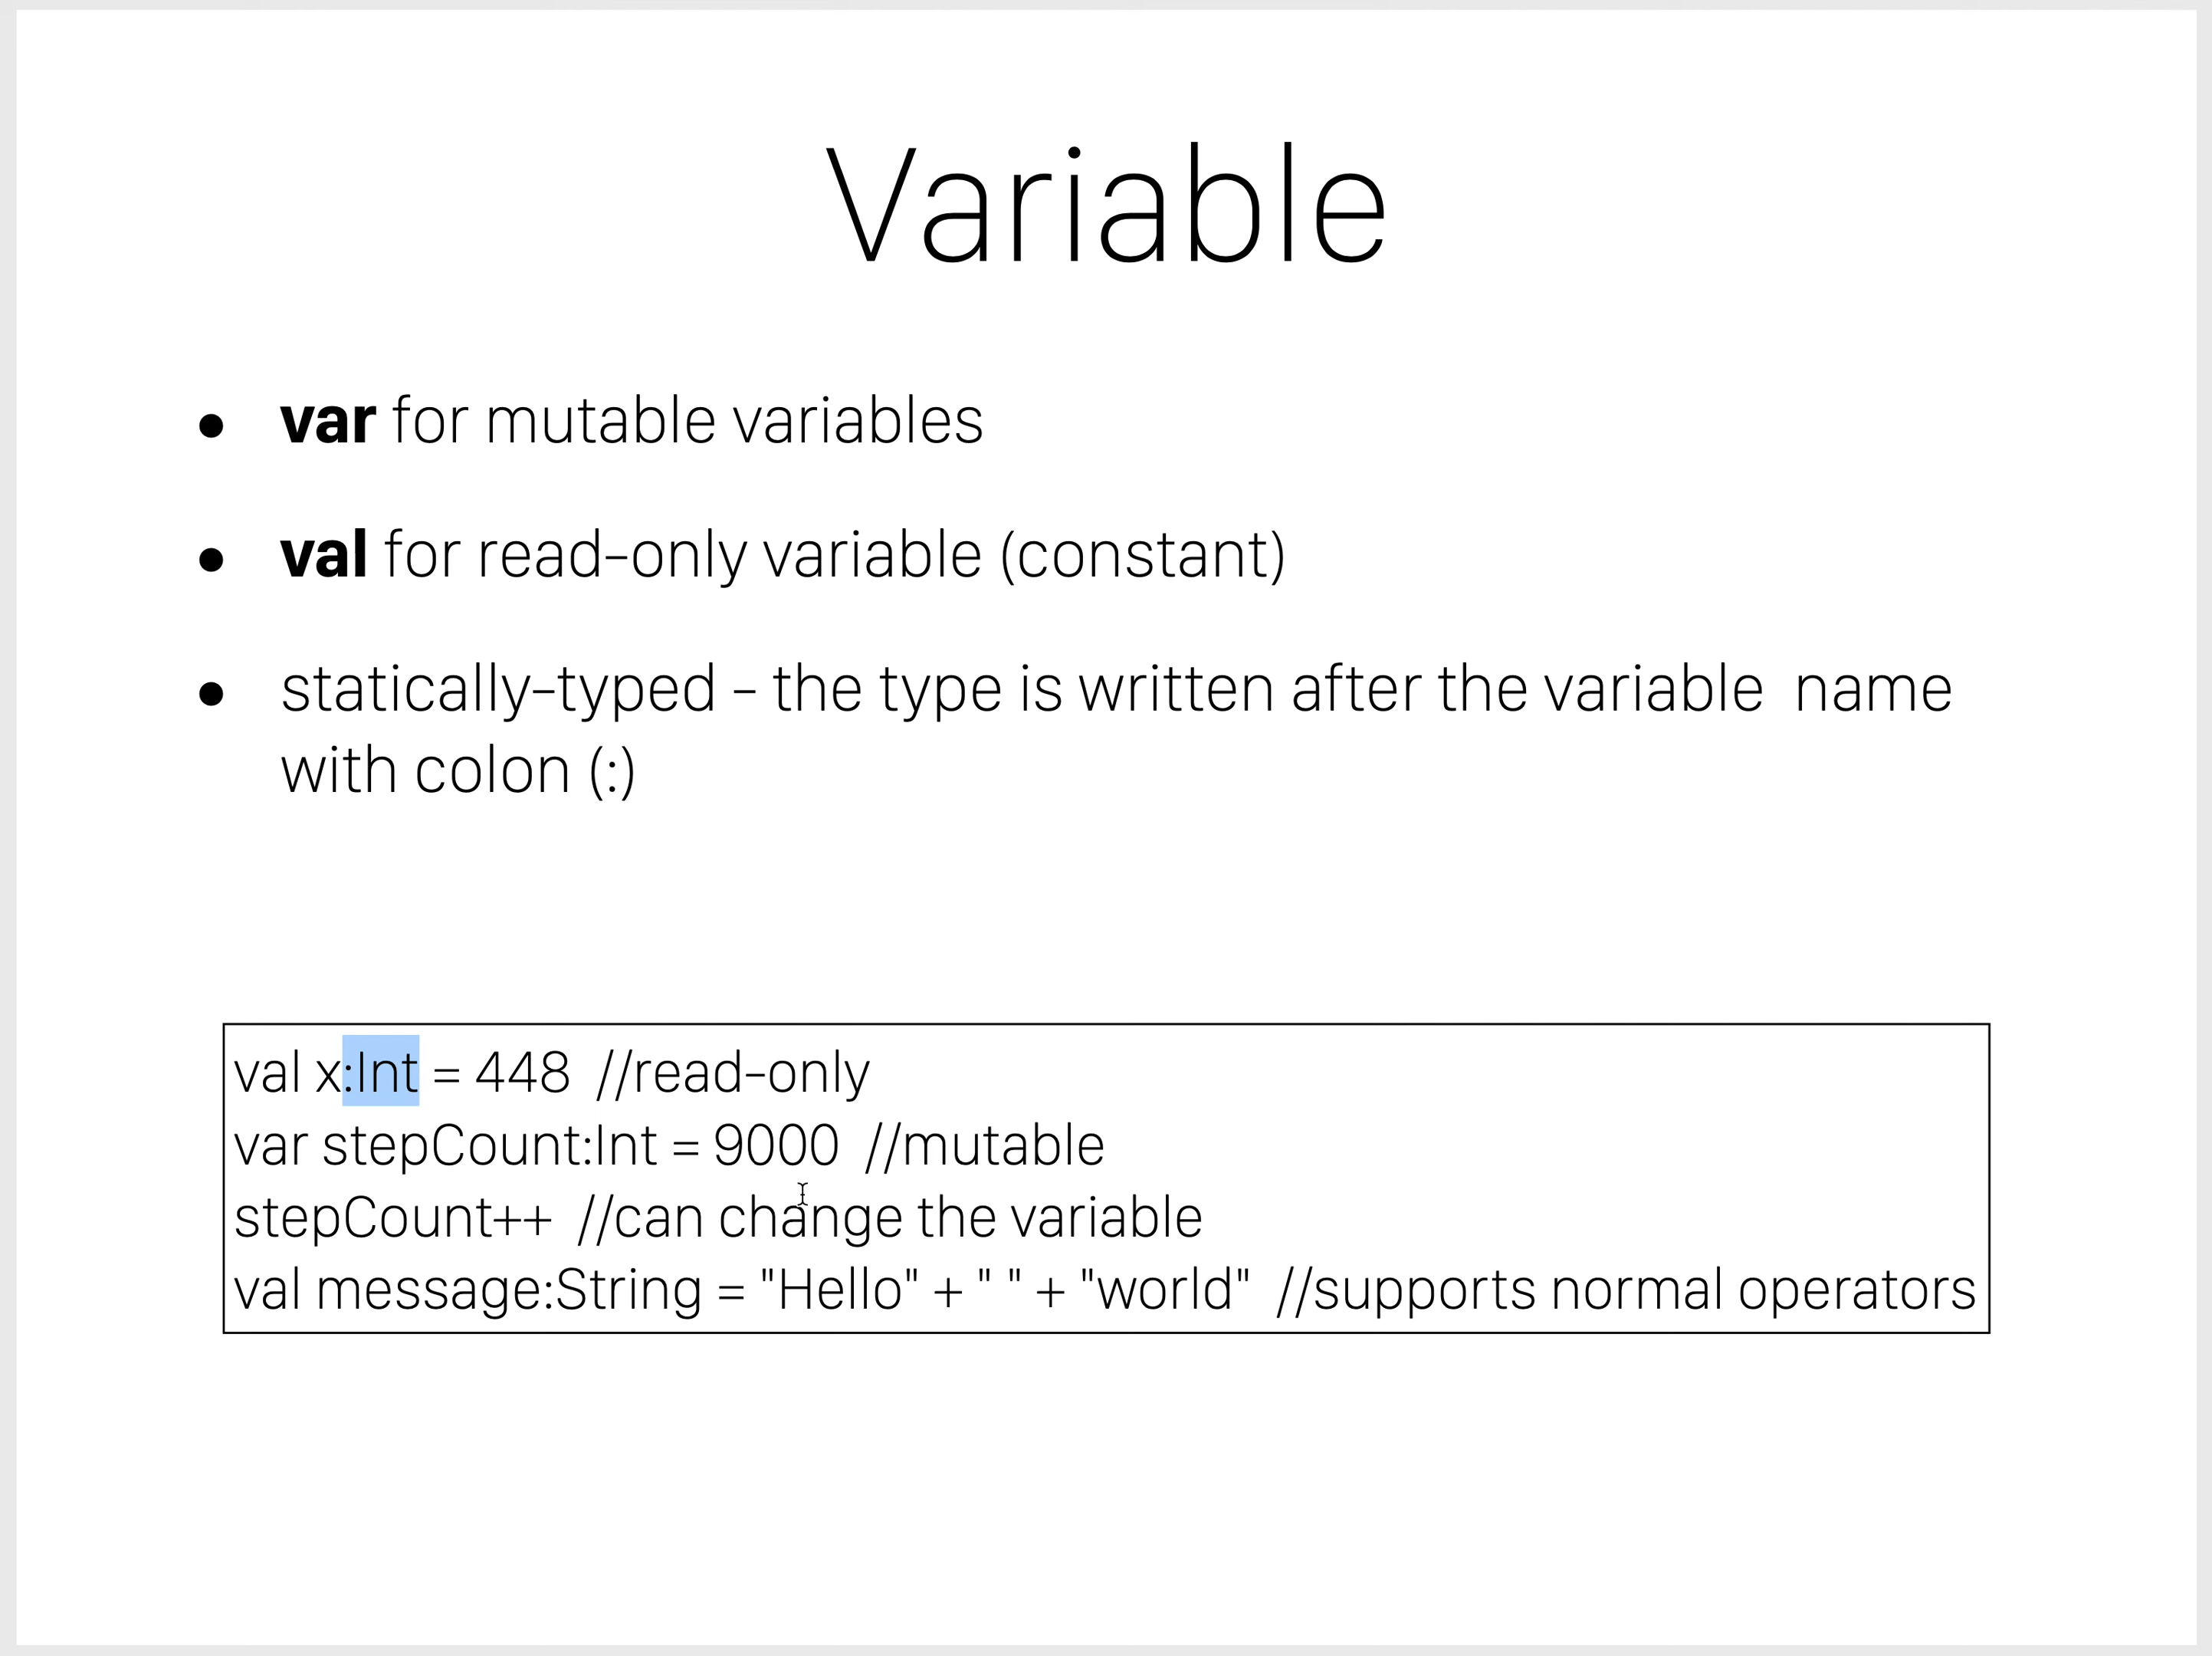 Variable
● var for mutable variables
● val for read-only variable (constant)
● statically-typed - the type is written after the variable  name
with colon (:)
val x:Int = 448  //read-only
var stepCount:Int = 9000  //mutable
stepCount++  //can change the variable
val message:String = "Hello" + " "  + "world"  //supports normal operators